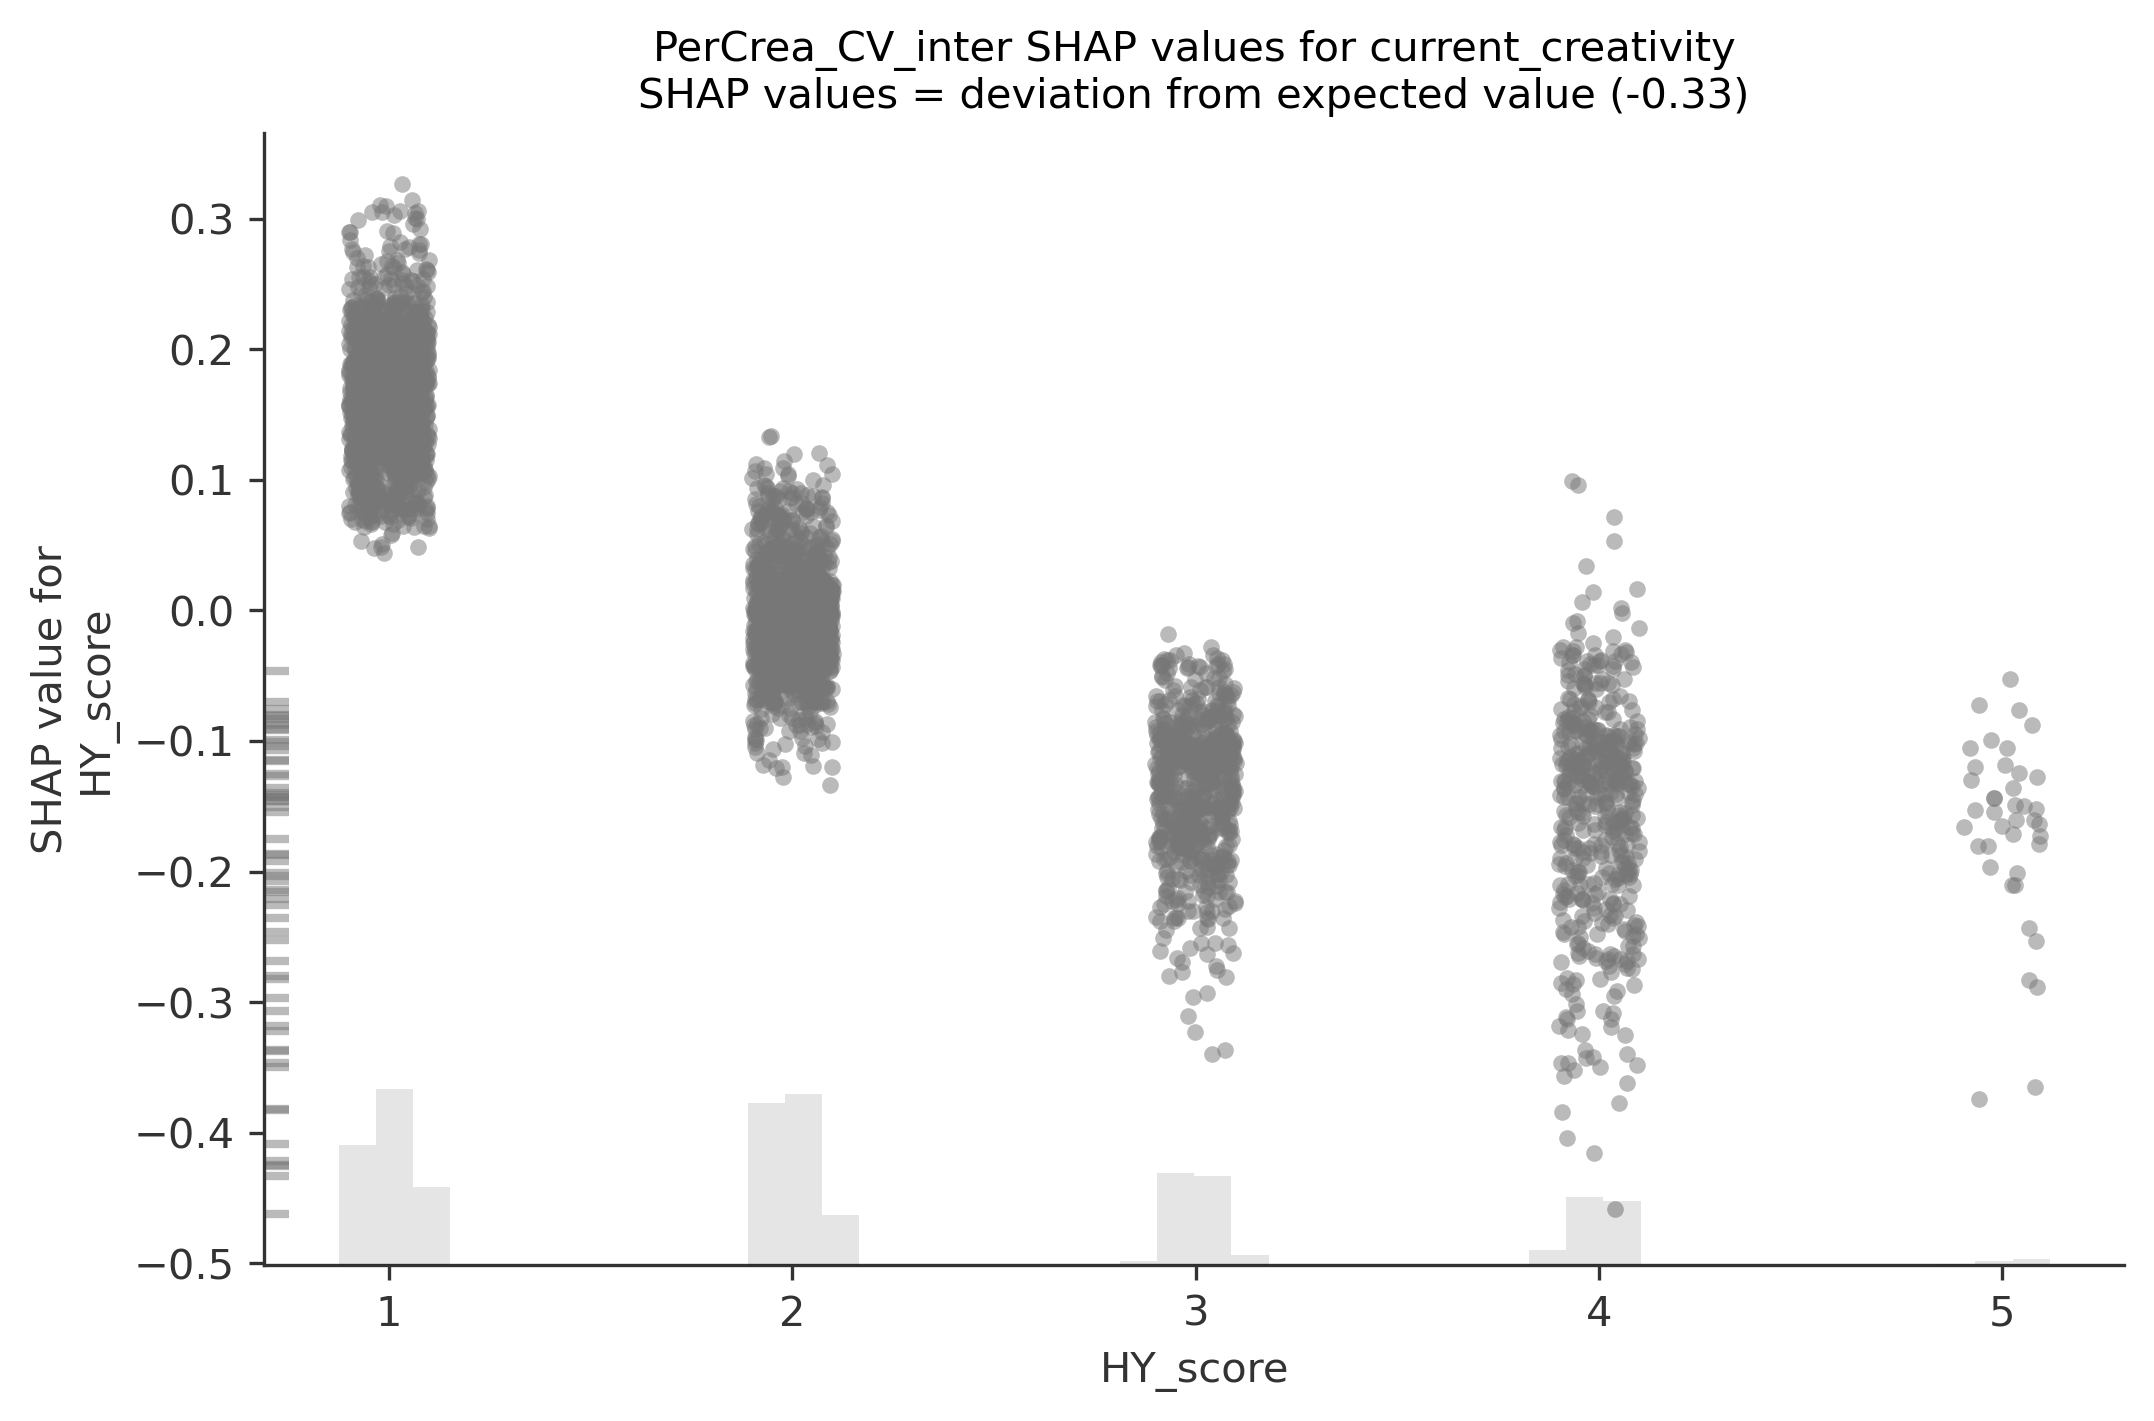 PerCrea_CV_inter SHAP values for current_creativity
SHAP values = deviation from expected value (-0.33)
SHAP value for
HY_score
0.3
0.2
0.1
0.0
−0.1
−0.2
−0.3
−0.4
−0.5
1 2 3 4 5
HY_score